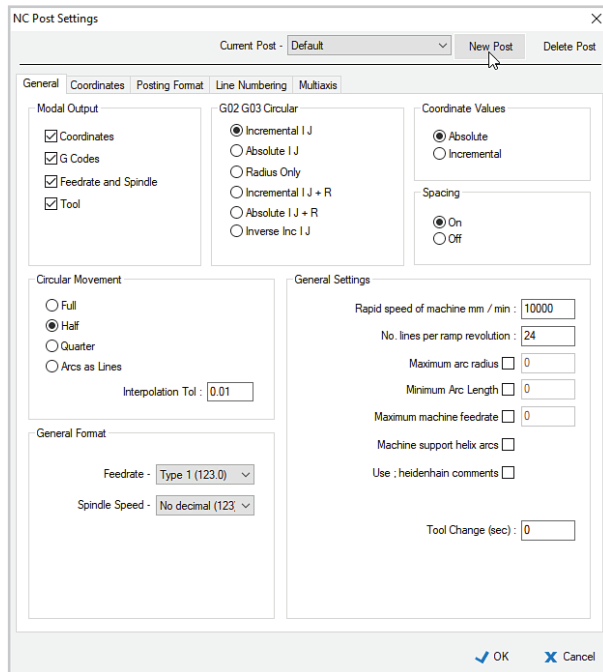 NC Post Settings
Current Post - Default New Post Delete Post
General Coordinates Posting Format Line Numbering Multiaxis
Modal Output
Coordinates
G Codes
Feedrate and Spindle
Tool
G02 G03 Circular
Incremental I J
Absolute I J
Radius Only
Incremental I J + R
Absolute I J + R
Inverse Inc I J
Coordinate Values
Absolute
Incremental
Spacing
On
Off
Circular Movement
Full
Half
Quarter
Arcs as Lines
Interpolation Tol : 0.01
General Settings
Rapid speed of machine mm / min : 10000
No. lines per ramp revolution : 24
Maximum arc radius 0
Minimum Arc Length 0
Maximum machine feedrate 0
Machine support helix arcs
Use ; heidenhain comments
Tool Change (sec) : 0
General Format
Feedrate - Type 1 (123.0)
Spindle Speed - No decimal (123)
OK Cancel